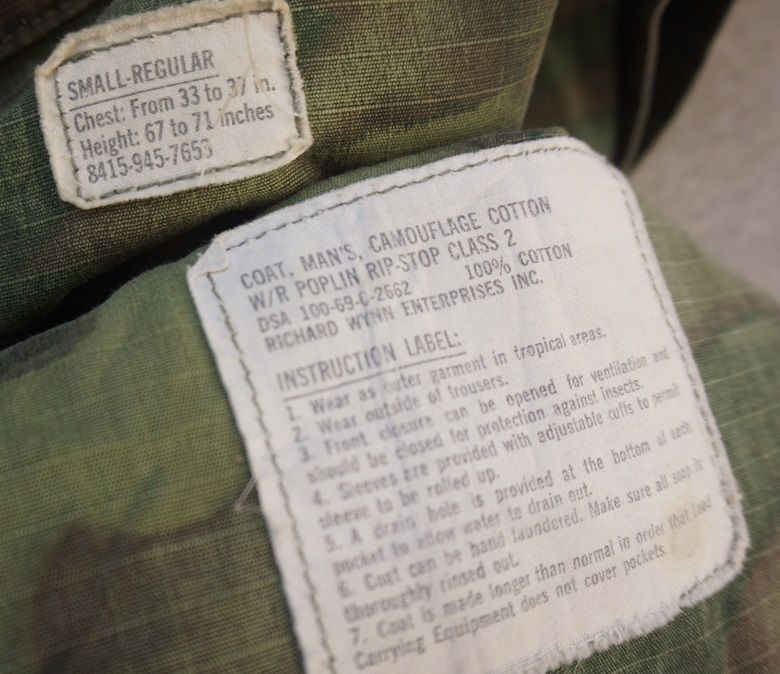 SMALL-REGULAR
Chest: From 33 to 37 in.
Height: 67 to 71 inches
8415-945-7653
COAT, MAN'S, CAMOUFLAGE COTTON
W/R POPLIN RIP-STOP CLASS 2
DSA 100-69-C-2662 100% COTTON
RICHARD WYNN ENTERPRISES INC.
INSTRUCTION LABEL:
1. Wear as outer garment in tropical areas.
2. Wear outside of trousers.
3. Front closure can be opened for ventilation and
should be closed for protection against insects.
4. Sleeves are provided with adjustable cuffs to permit
sleeve to be rolled up.
5. A drain hole is provided at the bottom of each
pocket to allow water to drain out.
6. Coat can be hand laundered. Make sure all soap is
thoroughly rinsed out.
7. Coat is made longer than normal in order that Load
Carrying Equipment does not cover pockets.